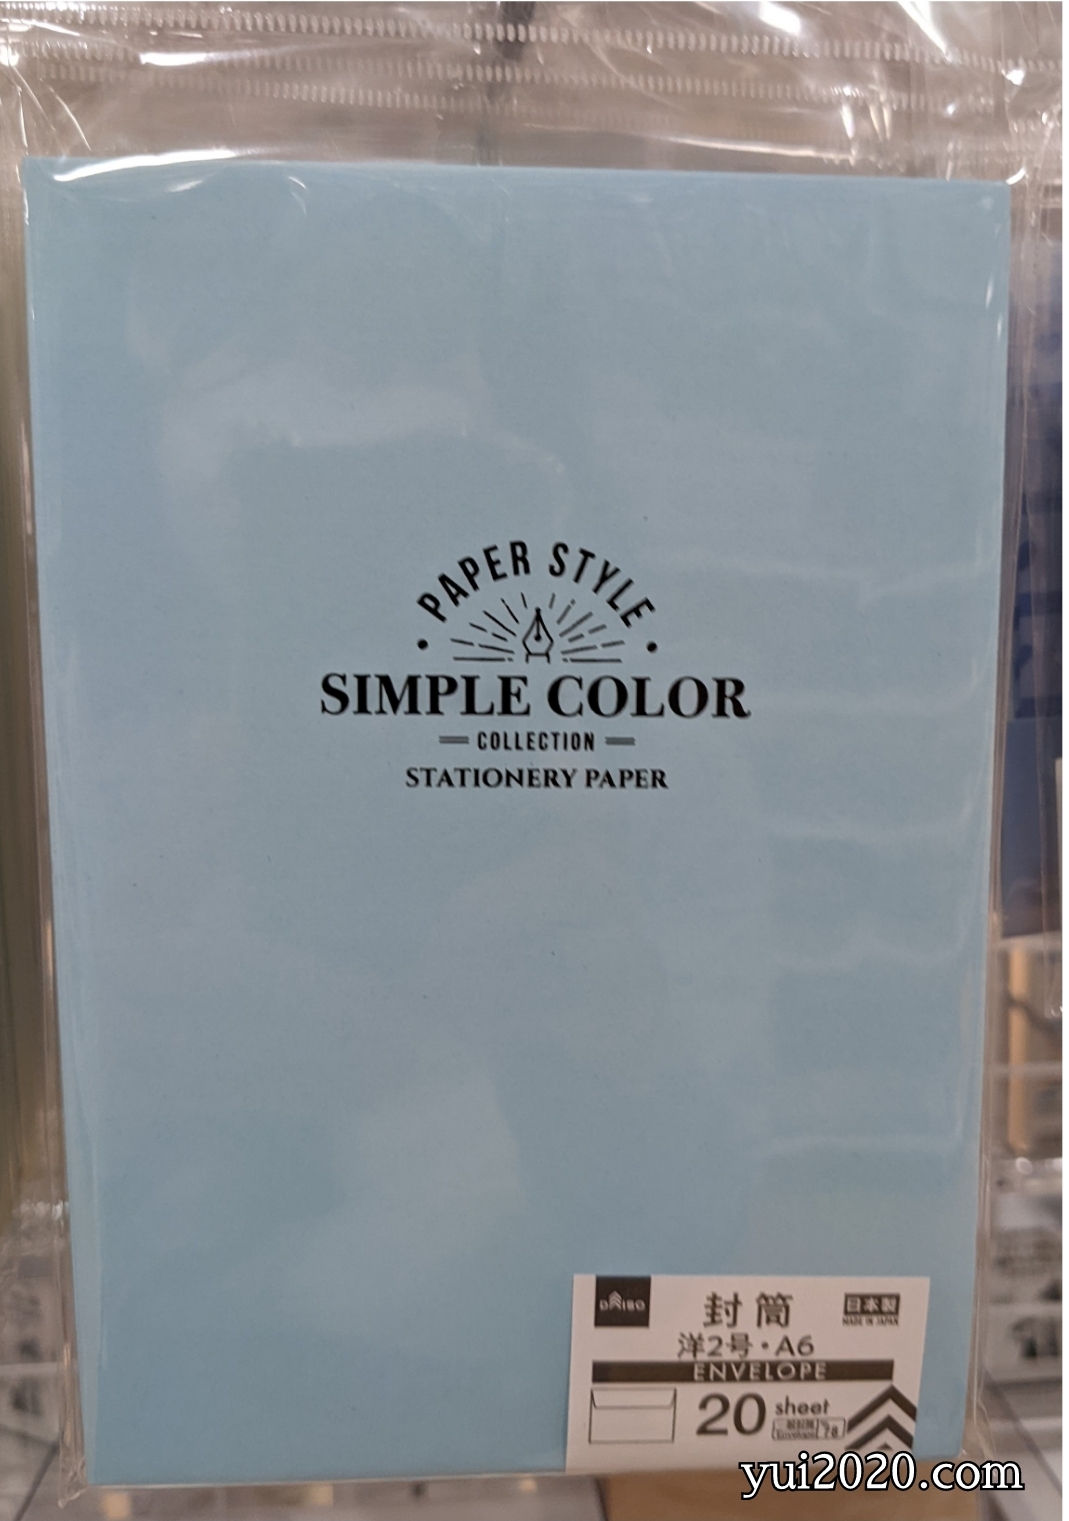 PAPER STYLE
SIMPLE COLOR
COLLECTION
STATIONERY PAPER
DAISO
封筒
日本製
MADE IN JAPAN
洋2号・A6
ENVELOPE
20 sheet
yui2020.com